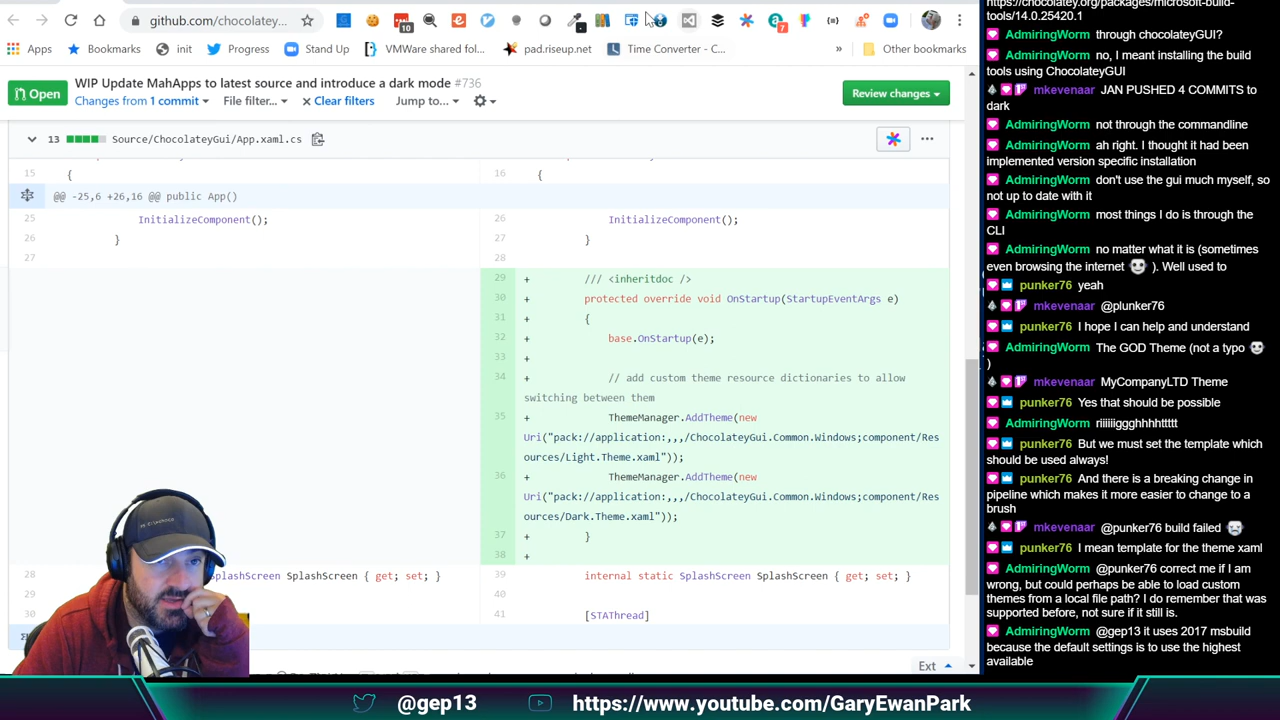 github.com/chocolatey...
10
7
Apps
Bookmarks
init
Progress
Stand Up
VMWare shared fol...
pad.riseup.net
Time Converter - C...
»
Other bookmarks
Open
WIP Update MahApps to latest source and introduce a dark mode #736
Changes from 1 commit
File filter...
Clear filters
Jump to...
Review changes
13
Source/ChocolateyGui/App.xaml.cs
15 {
16 {
@@ -25,6 +26,16 @@ public App()
25 InitializeComponent();
26 }
27
26 InitializeComponent();
27 }
28
29 + /// <inheritdoc />
30 + protected override void OnStartup(StartupEventArgs e)
31 + {
32 + base.OnStartup(e);
33 +
34 + // add custom theme resource dictionaries to allow
switching between them
35 + ThemeManager.AddTheme(new
Uri("pack://application:,,,/ChocolateyGui.Common.Windows;component/Res
ources/Light.Theme.xaml"));
36 + ThemeManager.AddTheme(new
Uri("pack://application:,,,/ChocolateyGui.Common.Windows;component/Res
ources/Dark.Theme.xaml"));
37 + }
38 +
28 SplashScreen SplashScreen { get; set; }
29
30
39 internal static SplashScreen SplashScreen { get; set; }
40
41 [STAThread]
Ext
https://chocolatey.org/packages/microsoft-build-
tools/14.0.25420.1
AdmiringWorm through chocolateyGUI?
AdmiringWorm no, I meant installing the build
tools using ChocolateyGUI
mkevenaar JAN PUSHED 4 COMMITS to
dark
AdmiringWorm not through the commandline
AdmiringWorm ah right. I thought it had been
implemented version specific installation
AdmiringWorm don't use the gui much myself, so
not up to date with it
AdmiringWorm most things I do is through the
CLI
AdmiringWorm no matter what it is (sometimes
even browsing the internet ). Well used to
punker76 yeah
mkevenaar @plunker76
punker76 I hope I can help and understand
AdmiringWorm The GOD Theme (not a typo
)
mkevenaar MyCompanyLTD Theme
punker76 Yes that should be possible
AdmiringWorm riiiiiiggghhhhttttt
punker76 But we must set the template which
should be used always!
punker76 And there is a breaking change in
pipeline which makes it more easier to change to a
brush
mkevenaar @punker76 build failed
punker76 I mean template for the theme xaml
AdmiringWorm @punker76 correct me if I am
wrong, but could perhaps be able to load custom
themes from a local file path? I do remember that was
supported before, not sure if it still is.
AdmiringWorm @gep13 it uses 2017 msbuild
because the default settings is to use the highest
available
@gep13
https://www.youtube.com/GaryEwanPark